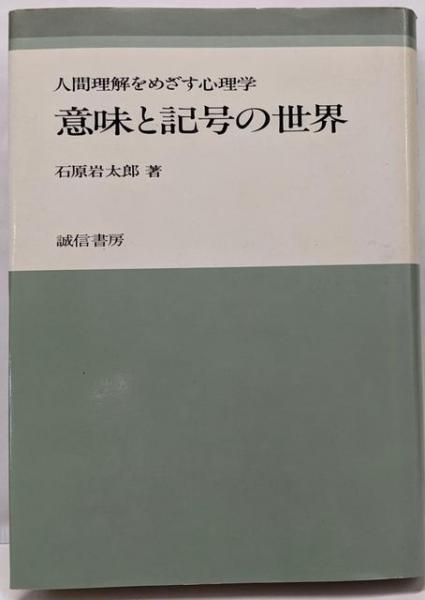 人間理解をめざす心理学
意味と記号の世界
石原岩太郎 著
誠信書房